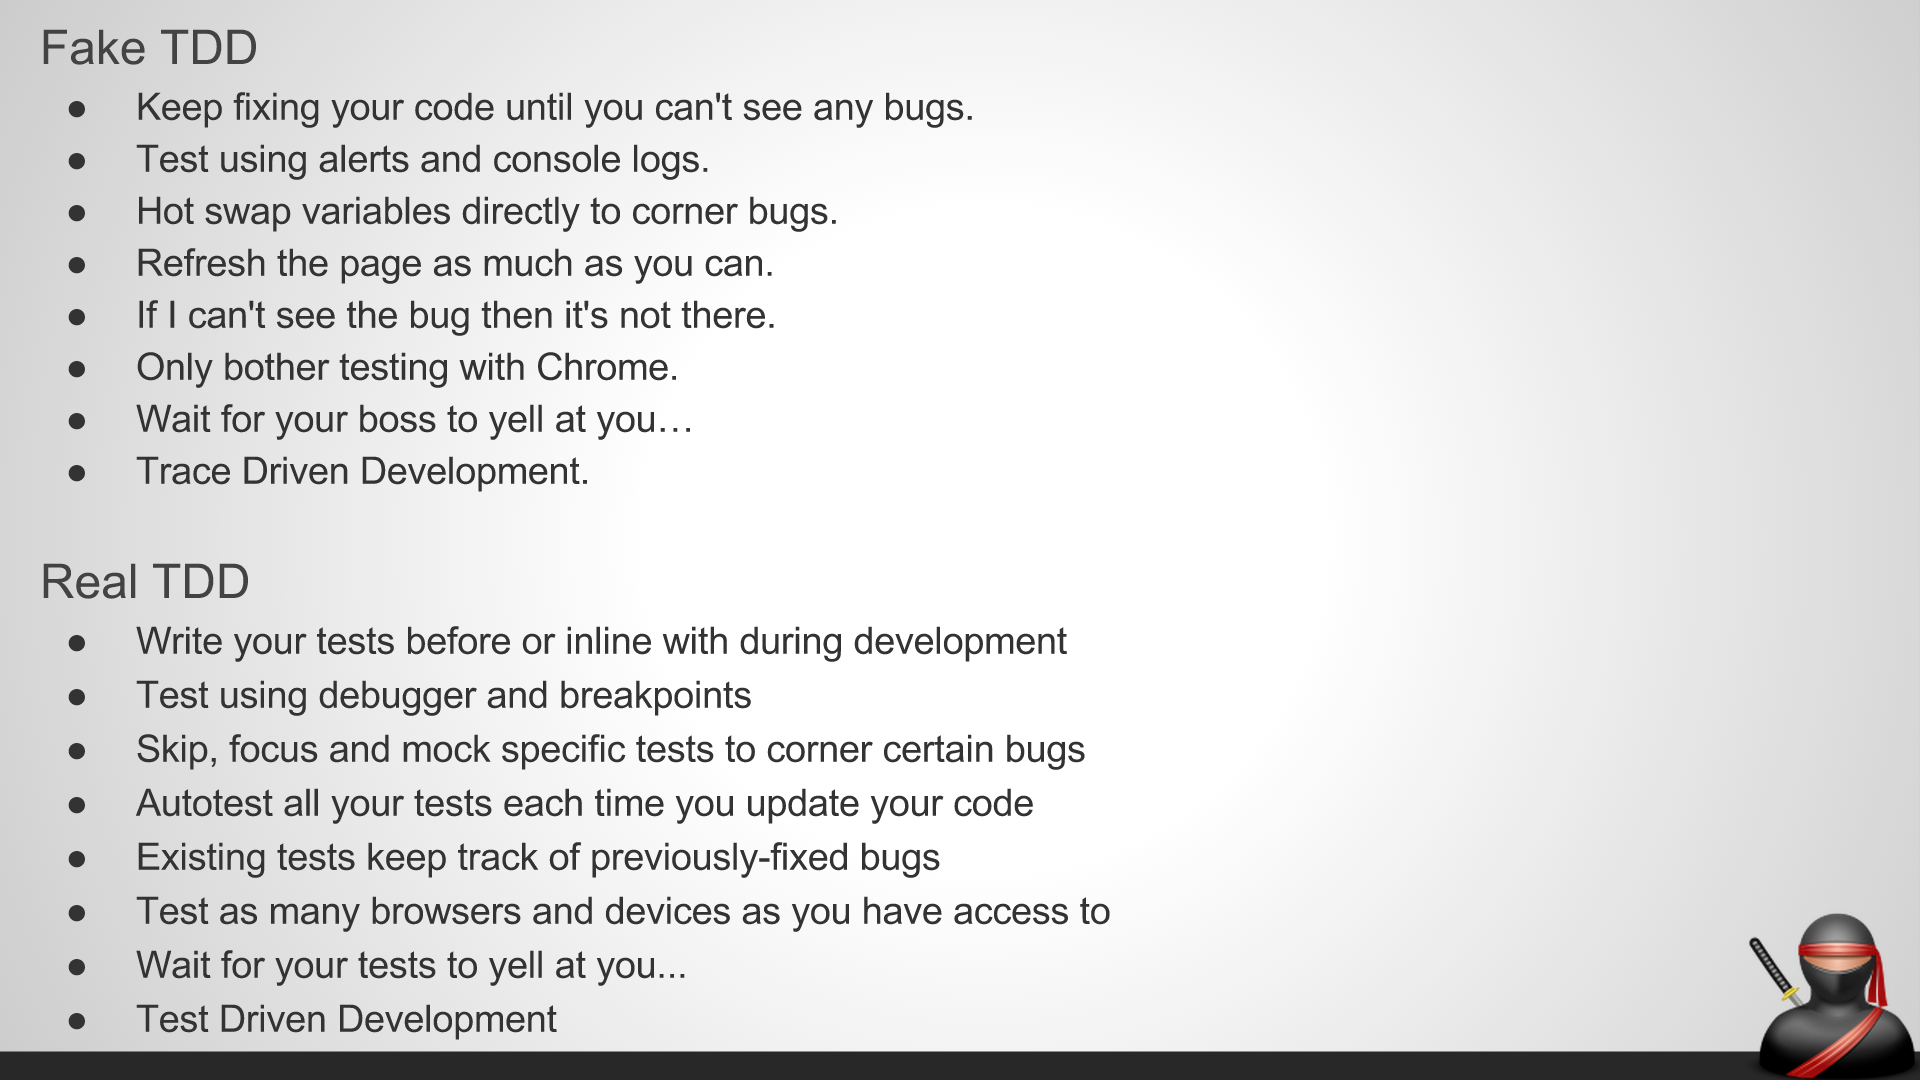 Fake TDD
● Keep fixing your code until you can't see any bugs.
● Test using alerts and console logs.
● Hot swap variables directly to corner bugs.
● Refresh the page as much as you can.
● If I can't see the bug then it's not there.
● Only bother testing with Chrome.
● Wait for your boss to yell at you…
● Trace Driven Development.
Real TDD
● Write your tests before or inline with during development
● Test using debugger and breakpoints
● Skip, focus and mock specific tests to corner certain bugs
● Autotest all your tests each time you update your code
● Existing tests keep track of previously-fixed bugs
● Test as many browsers and devices as you have access to
● Wait for your tests to yell at you...
● Test Driven Development